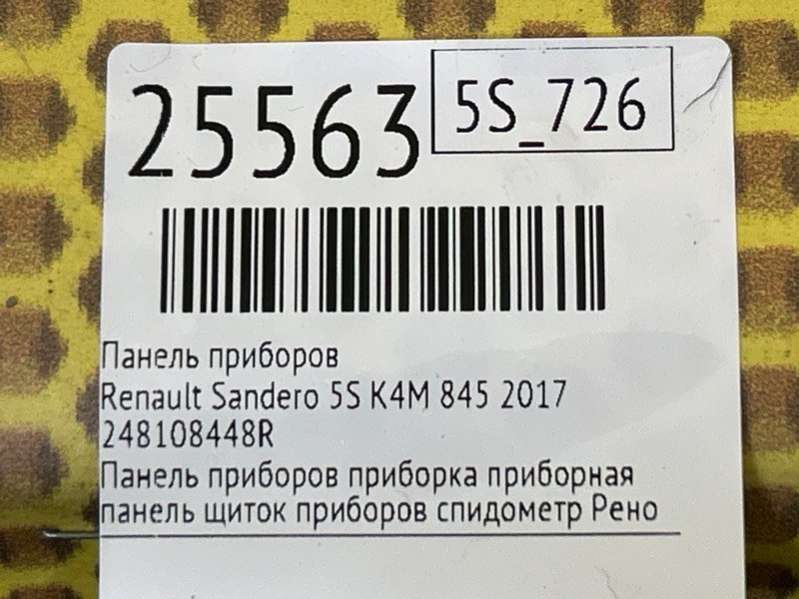 25563
5S_726
Панель приборов
Renault Sandero 5S K4M 845 2017
248108448R
Панель приборов приборка приборная
панель щиток приборов спидометр Рено